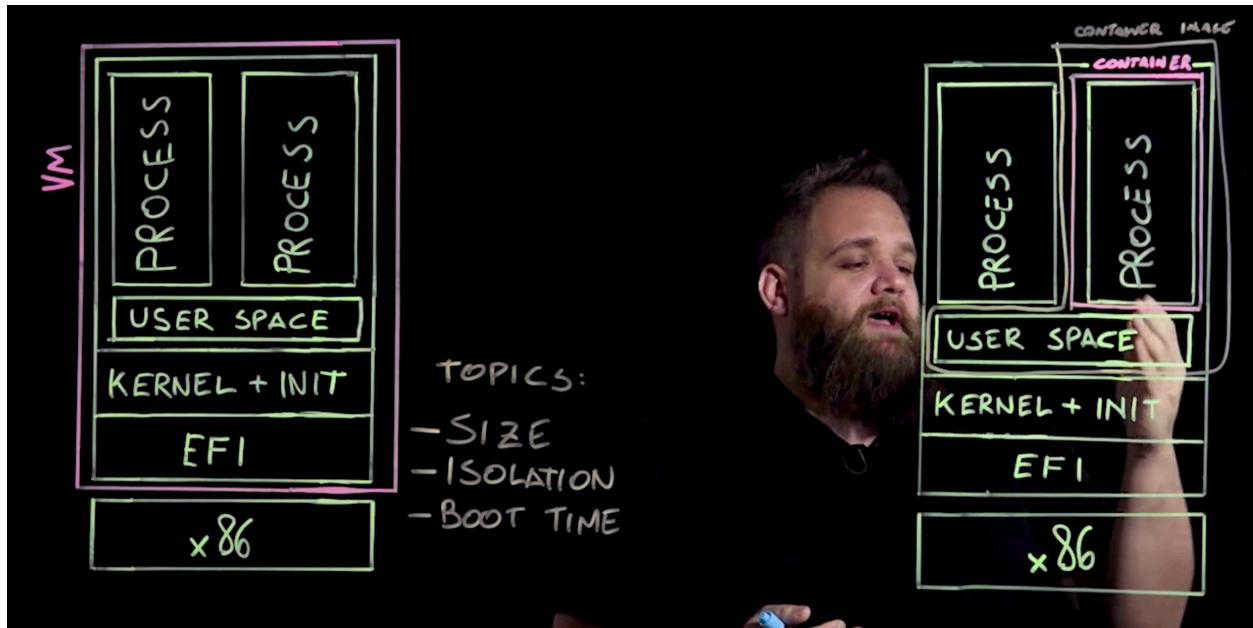 VM
PROCESS
PROCESS
USER SPACE
KERNEL + INIT
EFI
x86
TOPICS:
- SIZE
- ISOLATION
- BOOT TIME
CONTAINER IMAGE
CONTAINER
PROCESS
PROCESS
USER SPACE
KERNEL + INIT
EFI
x86